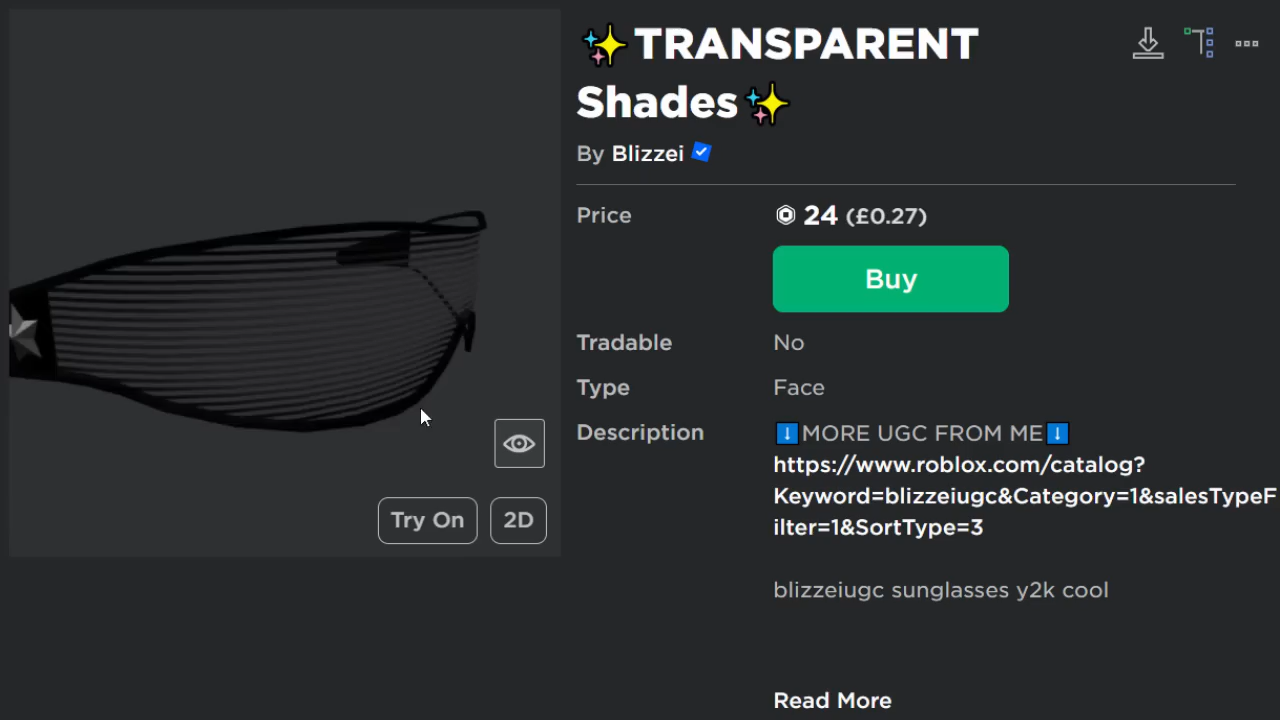 ✨TRANSPARENT
Shades✨
By Blizzei
Price
24 (£0.27)
Buy
Tradable
No
Type
Face
Description
⬇️MORE UGC FROM ME⬇️
https://www.roblox.com/catalog?
Keyword=blizzeiugc&Category=1&salesTypeF
ilter=1&SortType=3
blizzeiugc sunglasses y2k cool
Read More
Try On
2D